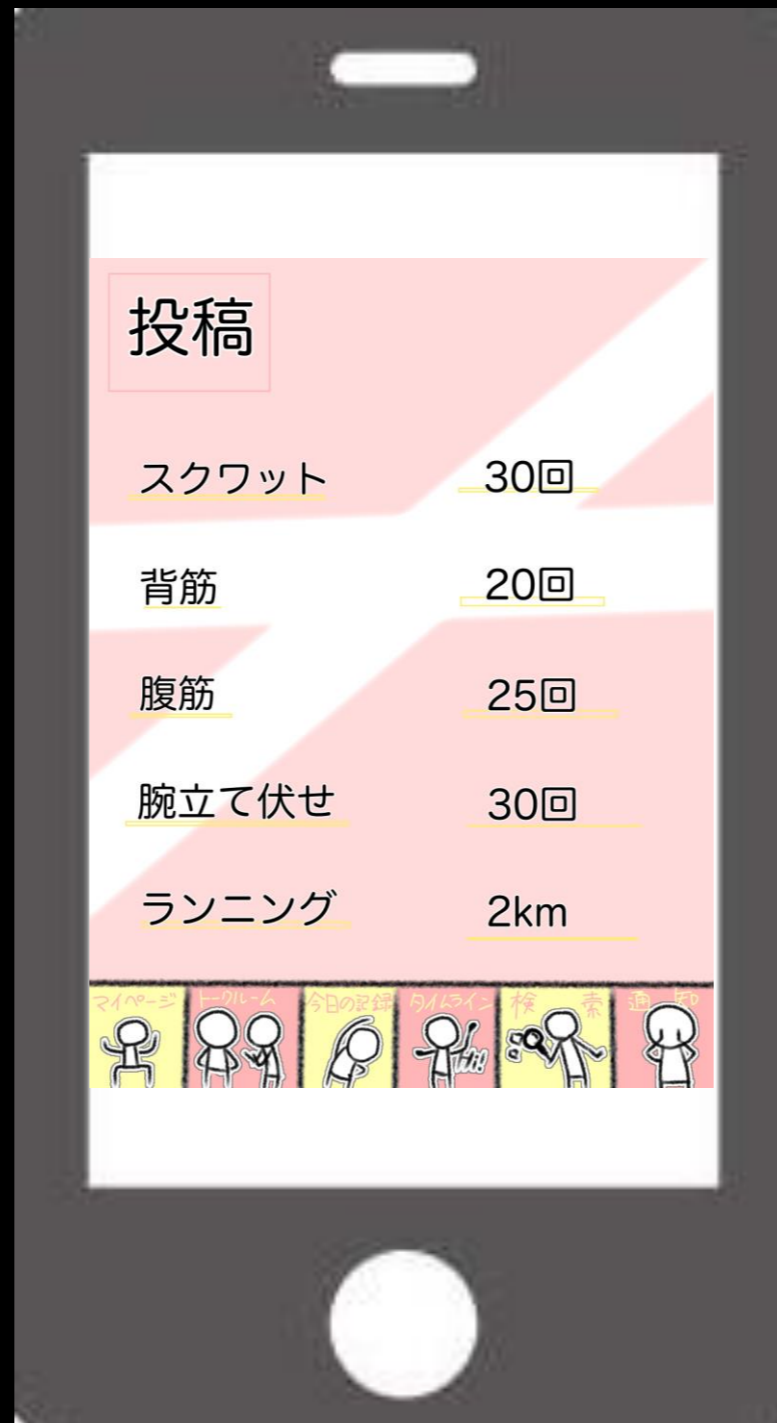 投稿
スクワット 30回
背筋 20回
腹筋 25回
腕立て伏せ 30回
ランニング 2km
マイページ トークルーム 今日の記録 タイムライン 検索 通知
Hi!